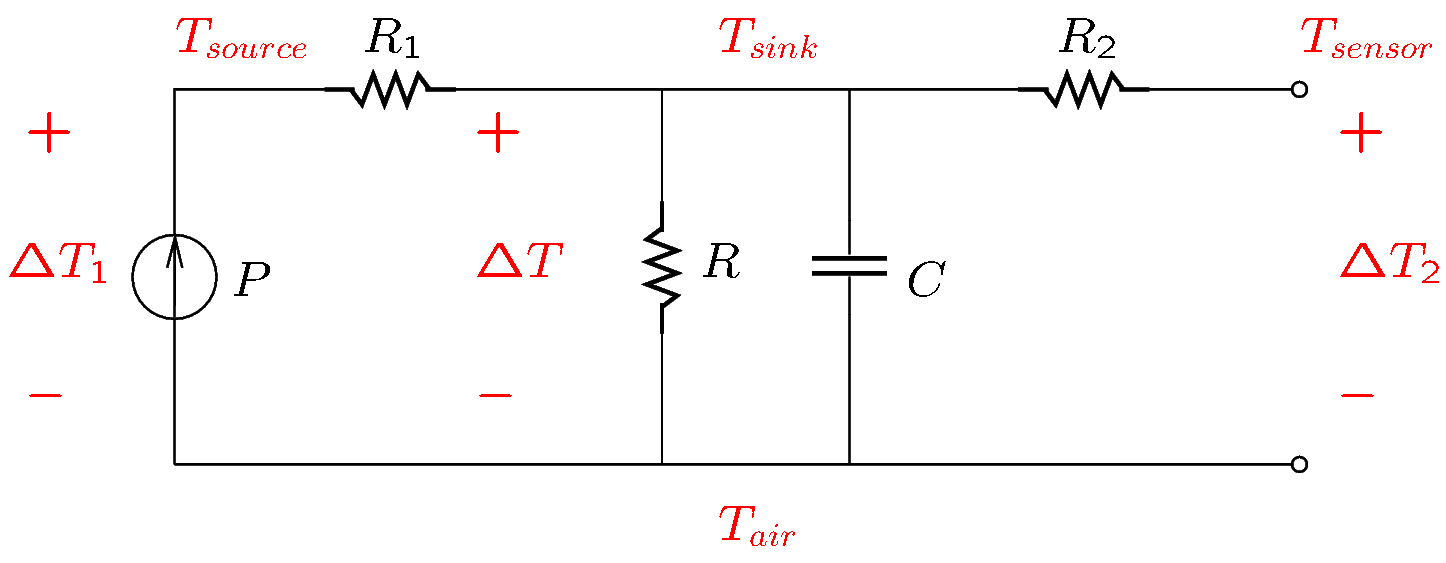 T_source R_1 T_sink R_2 T_sensor
+ + +
ΔT_1 P ΔT R C ΔT_2
− − −
T_air